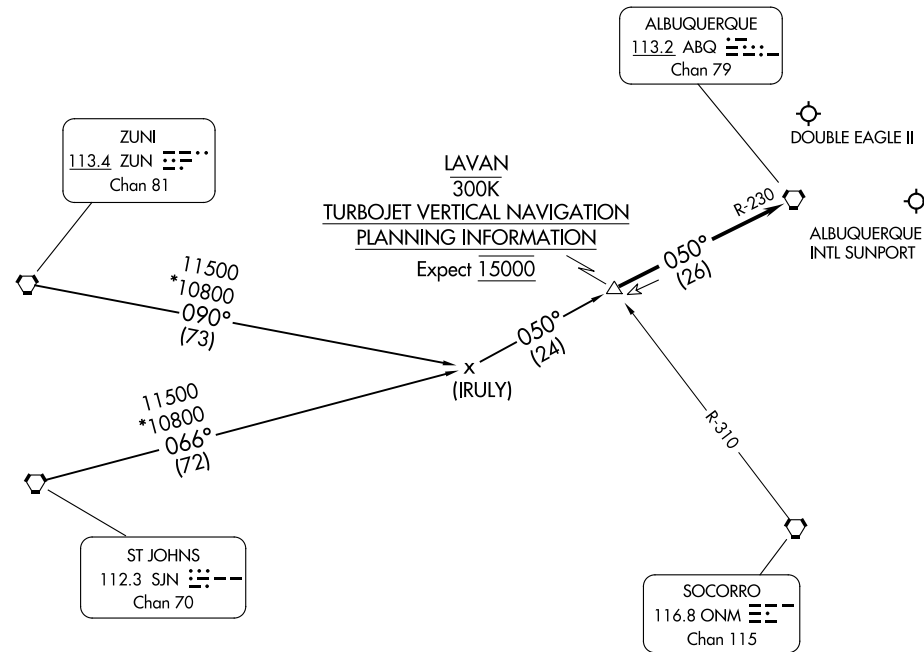 ALBUQUERQUE
113.2 ABQ
Chan 79
DOUBLE EAGLE II
ZUNI
113.4 ZUN
Chan 81
LAVAN
300K
TURBOJET VERTICAL NAVIGATION
PLANNING INFORMATION
Expect 15000
R-230
ALBUQUERQUE
INTL SUNPORT
050°
(26)
11500
*10800
090°
(73)
050°
(24)
x
(IRULY)
11500
*10800
066°
(72)
R-310
ST JOHNS
112.3 SJN
Chan 70
SOCORRO
116.8 ONM
Chan 115